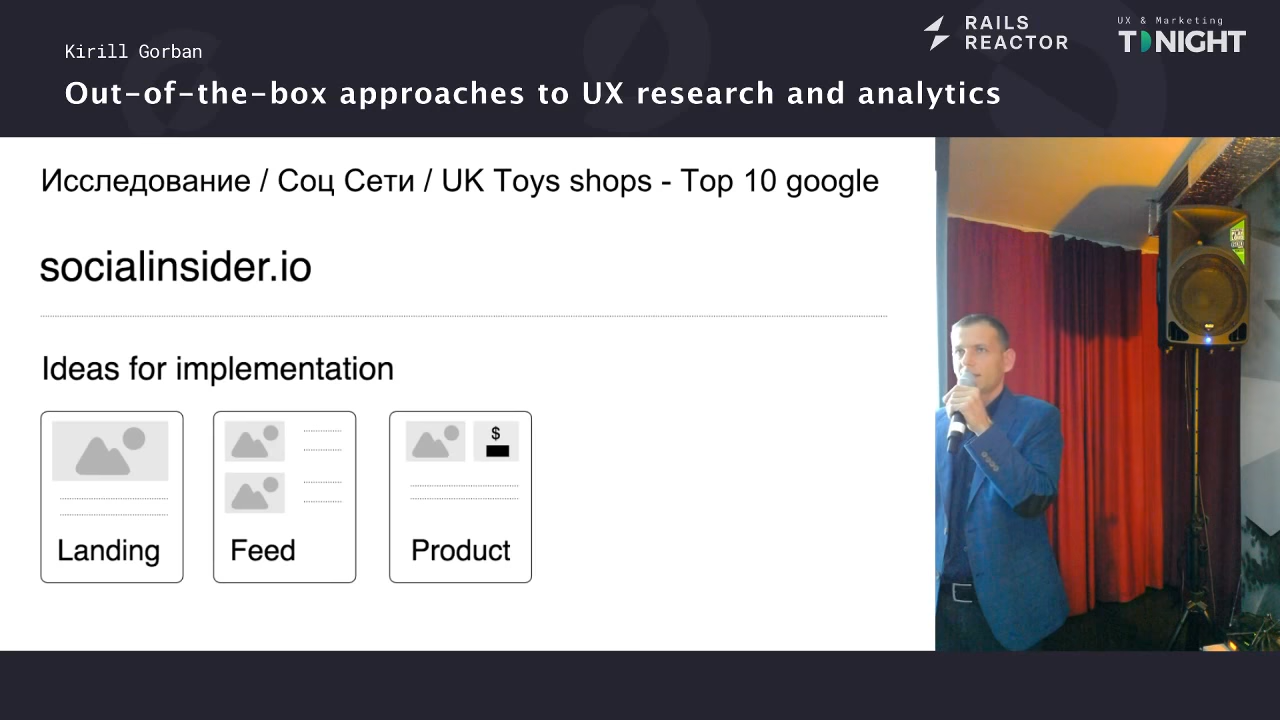 Kirill Gorban
Out-of-the-box approaches to UX research and analytics
RAILS
REACTOR
UX & Marketing
TONIGHT
Исследование / Соц Сети / UK Toys shops - Top 10 google
socialinsider.io
Ideas for implementation
$
Landing
Feed
Product